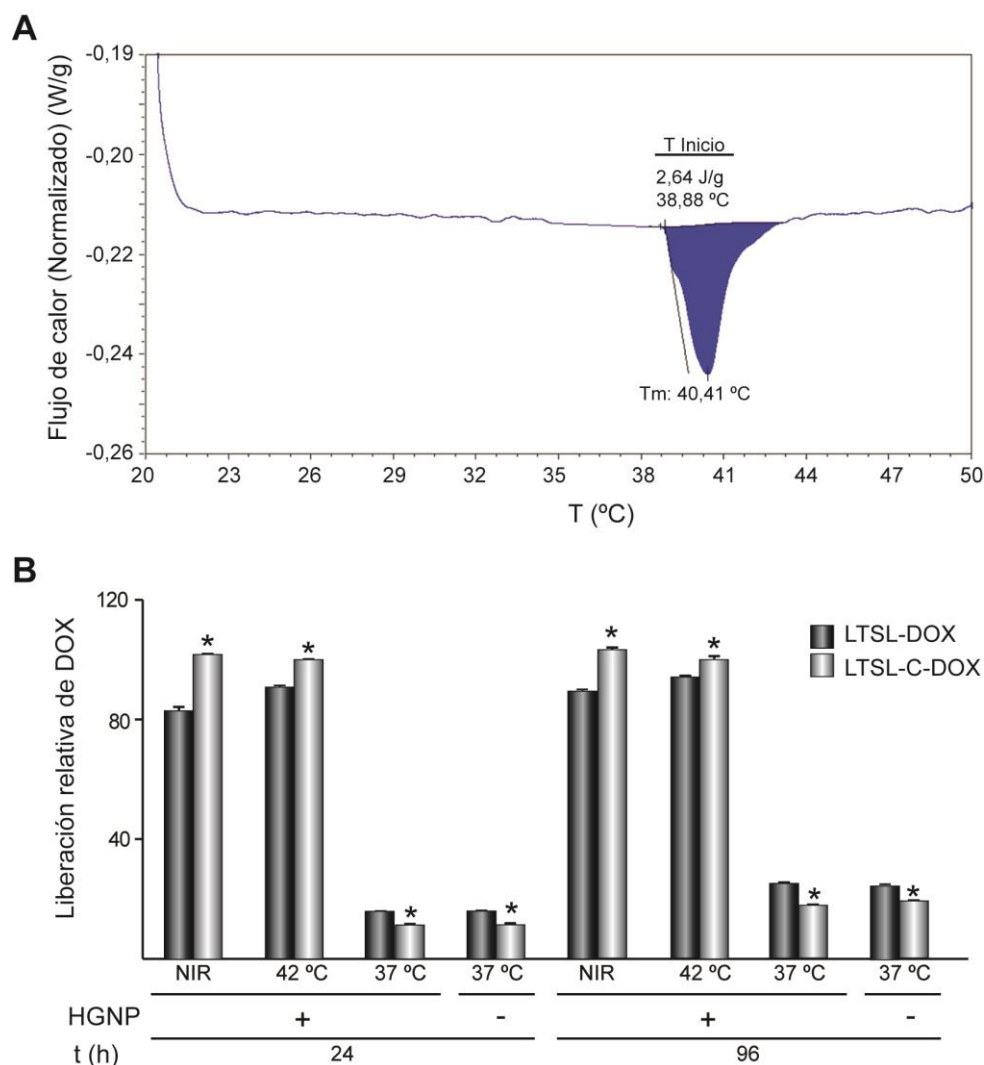 A
Flujo de calor (Normalizado) (W/g)
-0,19
-0,20
-0,22
-0,24
-0,26
T Inicio
2,64 J/g
38,88 ºC
Tm: 40,41 ºC
20 23 26 29 32 35 38 41 44 47 50
T (ºC)
B
Liberación relativa de DOX
120
80
40
* * * * * * * *
LTSL-DOX
LTSL-C-DOX
NIR 42 ºC 37 ºC 37 ºC NIR 42 ºC 37 ºC 37 ºC
HGNP + - + -
t (h) 24 96